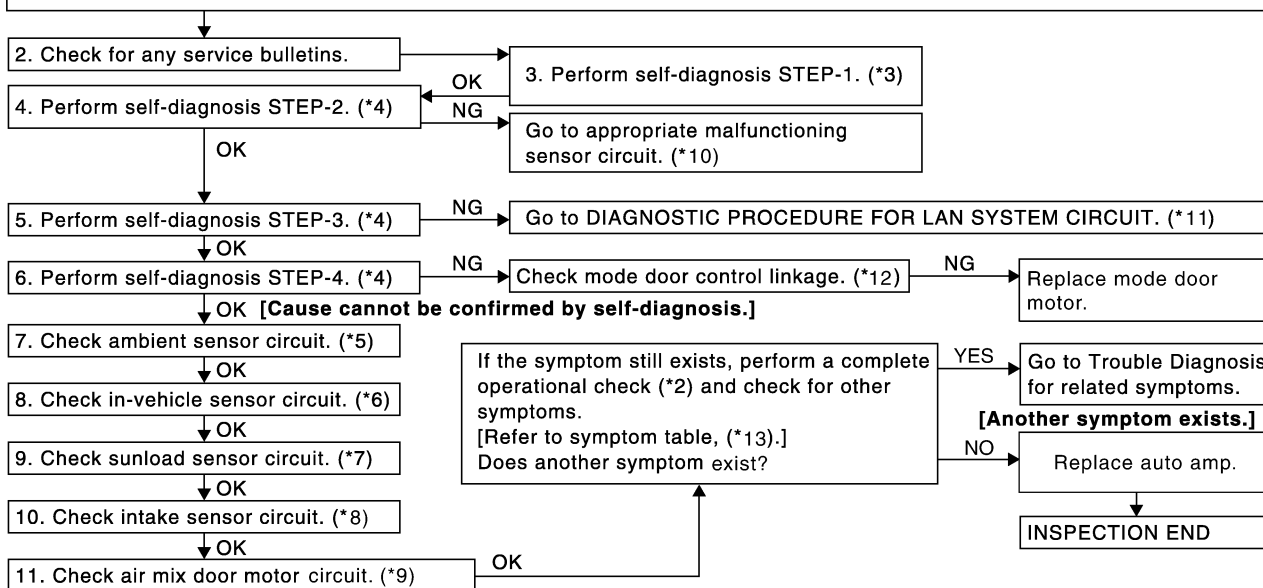 2. Check for any service bulletins.
3. Perform self-diagnosis STEP-1. (*3)
OK
4. Perform self-diagnosis STEP-2. (*4)
NG
Go to appropriate malfunctioning
sensor circuit. (*10)
OK
5. Perform self-diagnosis STEP-3. (*4)
NG
Go to DIAGNOSTIC PROCEDURE FOR LAN SYSTEM CIRCUIT. (*11)
OK
6. Perform self-diagnosis STEP-4. (*4)
NG
Check mode door control linkage. (*12)
NG
Replace mode door
motor.
OK [Cause cannot be confirmed by self-diagnosis.]
7. Check ambient sensor circuit. (*5)
OK
8. Check in-vehicle sensor circuit. (*6)
OK
9. Check sunload sensor circuit. (*7)
OK
10. Check intake sensor circuit. (*8)
OK
11. Check air mix door motor circuit. (*9)
OK
If the symptom still exists, perform a complete
operational check (*2) and check for other
symptoms.
[Refer to symptom table, (*13).]
Does another symptom exist?
YES
Go to Trouble Diagnosis
for related symptoms.
[Another symptom exists.]
NO
Replace auto amp.
INSPECTION END